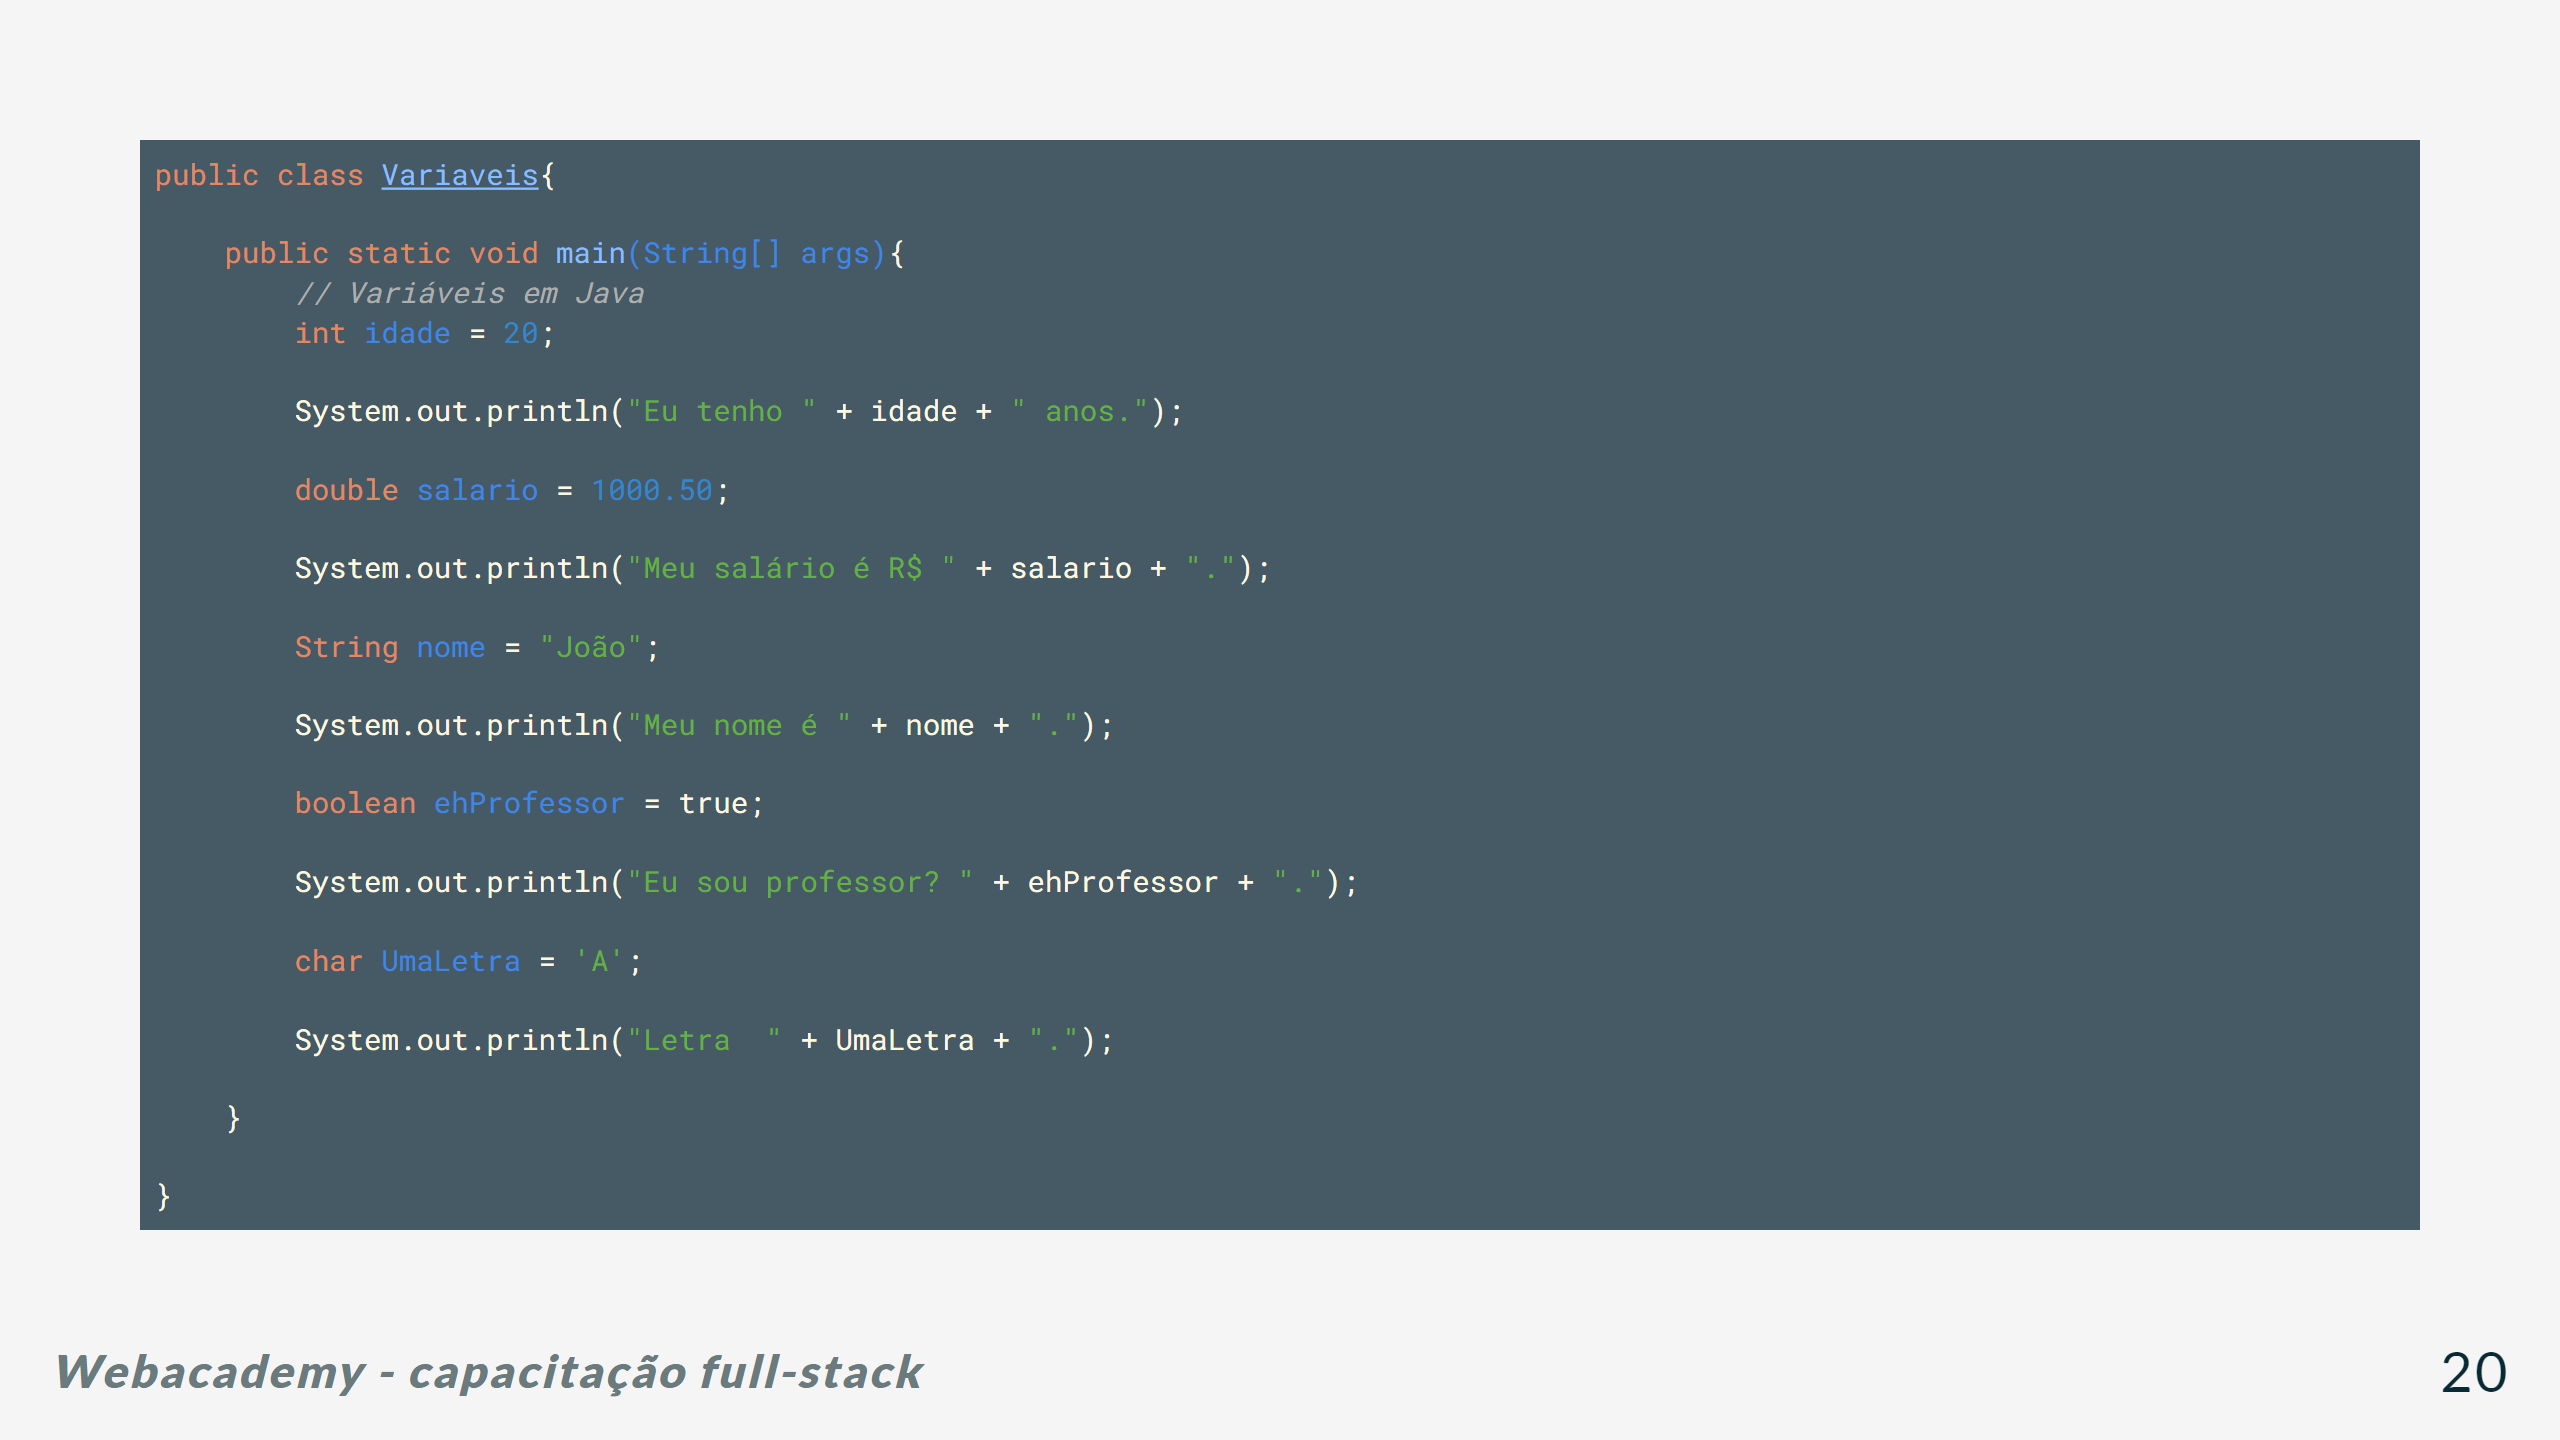 public class Variaveis{
    public static void main(String[] args){
        // Variáveis em Java
        int idade = 20;
        System.out.println("Eu tenho " + idade + " anos.");
        double salario = 1000.50;
        System.out.println("Meu salário é R$ " + salario + ".");
        String nome = "João";
        System.out.println("Meu nome é " + nome + ".");
        boolean ehProfessor = true;
        System.out.println("Eu sou professor? " + ehProfessor + ".");
        char UmaLetra = 'A';
        System.out.println("Letra  " + UmaLetra + ".");
    }
}
Webacademy - capacitação full-stack
20